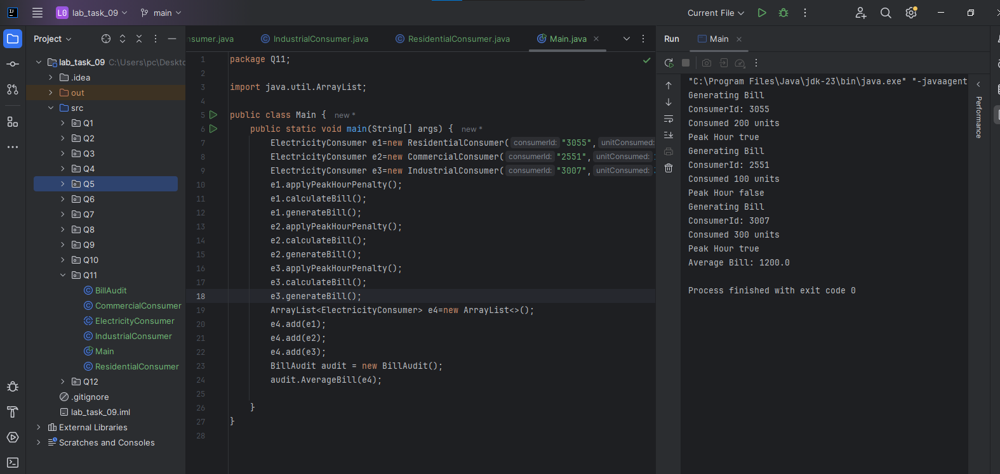 L0 lab_task_09 main Current File
Project
nsumer.java IndustrialConsumer.java ResidentialConsumer.java Main.java
Run Main
lab_task_09 C:\Users\pc\Deskto
.idea
out
src
Q1
Q2
Q3
Q4
Q5
Q6
Q7
Q8
Q9
Q10
Q11
BillAudit
CommercialConsumer
ElectricityConsumer
IndustrialConsumer
Main
ResidentialConsumer
Q12
.gitignore
lab_task_09.iml
External Libraries
Scratches and Consoles
1 package Q11;
2
3 import java.util.ArrayList;
4
5 public class Main { new *
6 public static void main(String[] args) { new *
7 ElectricityConsumer e1=new ResidentialConsumer( consumerId: "3055", unitConsumed:
8 ElectricityConsumer e2=new CommercialConsumer( consumerId: "2551", unitConsumed:
9 ElectricityConsumer e3=new IndustrialConsumer( consumerId: "3007", unitConsumed:
10 e1.applyPeakHourPenalty();
11 e1.calculateBill();
12 e1.generateBill();
13 e2.applyPeakHourPenalty();
14 e2.calculateBill();
15 e2.generateBill();
16 e3.applyPeakHourPenalty();
17 e3.calculateBill();
18 e3.generateBill();
19 ArrayList<ElectricityConsumer> e4=new ArrayList<>();
20 e4.add(e1);
21 e4.add(e2);
22 e4.add(e3);
23 BillAudit audit = new BillAudit();
24 audit.AverageBill(e4);
25
26 }
27 }
28
"C:\Program Files\Java\jdk-23\bin\java.exe" "-javaagent
Generating Bill
ConsumerId: 3055
Consumed 200 units
Peak Hour true
Generating Bill
ConsumerId: 2551
Consumed 100 units
Peak Hour false
Generating Bill
ConsumerId: 3007
Consumed 300 units
Peak Hour true
Average Bill: 1200.0
Process finished with exit code 0
Performance